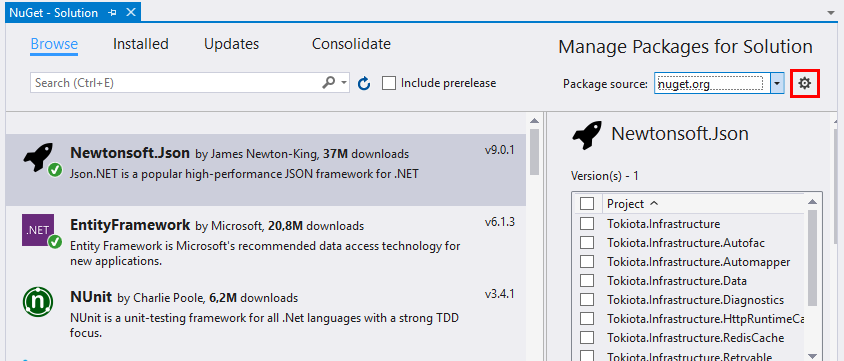 NuGet - Solution
Browse Installed Updates Consolidate
Manage Packages for Solution
Search (Ctrl+E)
Include prerelease
Package source: nuget.org
Newtonsoft.Json by James Newton-King, 37M downloads v9.0.1
Json.NET is a popular high-performance JSON framework for .NET
.NET
EntityFramework by Microsoft, 20,8M downloads v6.1.3
Entity Framework is Microsoft's recommended data access technology for
new applications.
n
NUnit by Charlie Poole, 6,2M downloads v3.4.1
NUnit is a unit-testing framework for all .Net languages with a strong TDD
focus.
Newtonsoft.Json
Version(s) - 1
Project
Tokiota.Infrastructure
Tokiota.Infrastructure.Autofac
Tokiota.Infrastructure.Automapper
Tokiota.Infrastructure.Data
Tokiota.Infrastructure.Diagnostics
Tokiota.Infrastructure.HttpRuntimeCa
Tokiota.Infrastructure.RedisCache
Tokiota.Infrastructure.Retryable